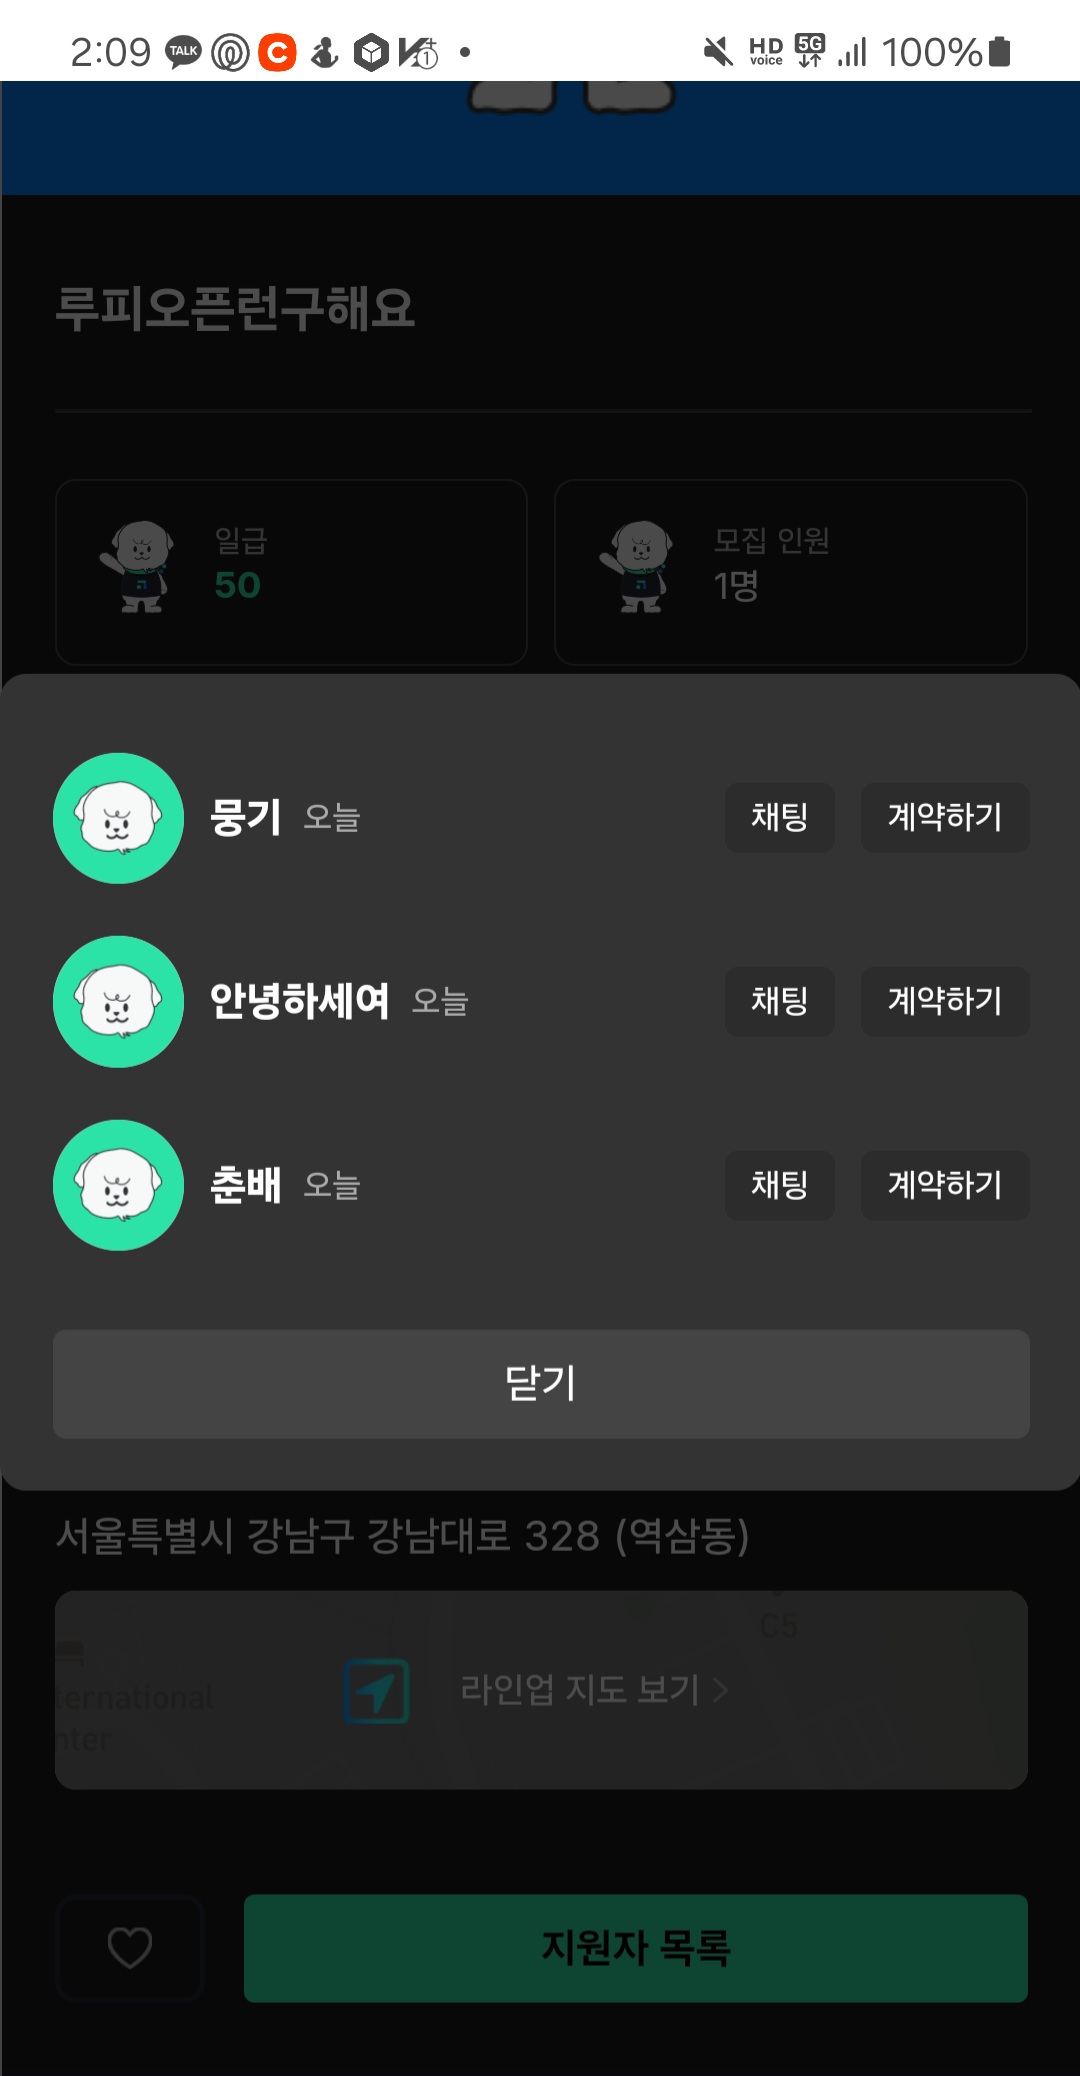 2:09 TALK HD voice 5G 100%
루피오픈런구해요
일급
50
모집 인원
1명
뭉기 오늘 채팅 계약하기
안녕하세여 오늘 채팅 계약하기
춘배 오늘 채팅 계약하기
닫기
서울특별시 강남구 강남대로 328 (역삼동)
C5
ternational
nter
라인업 지도 보기 >
지원자 목록